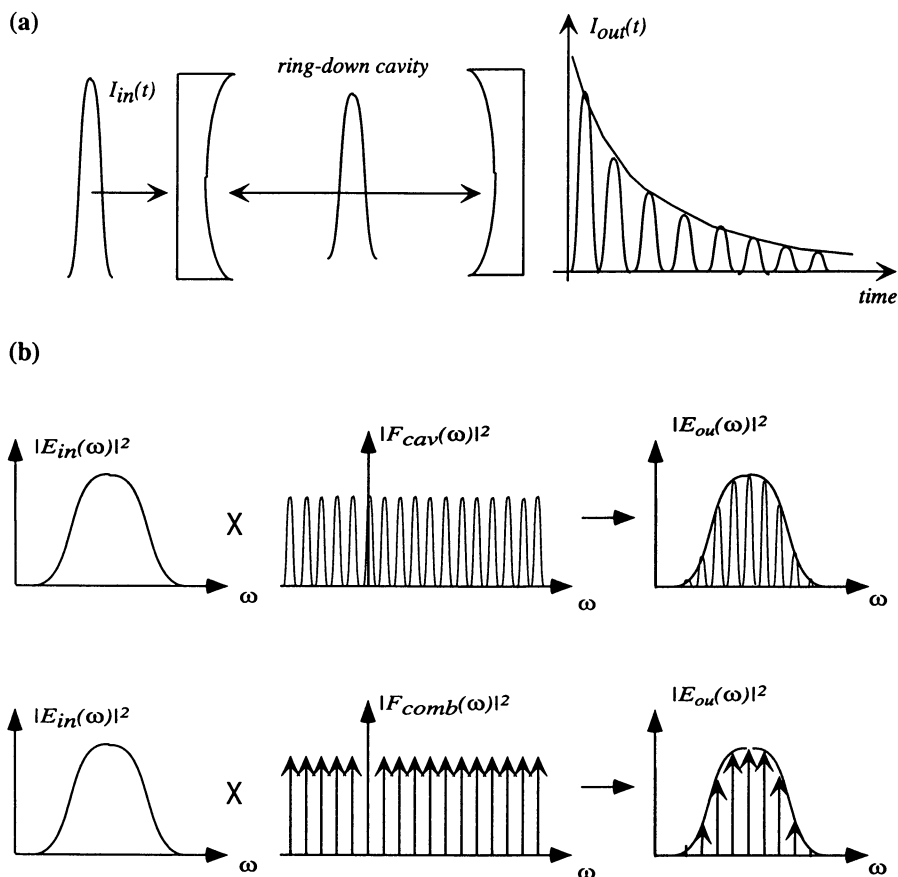 (a)
I_in(t)
ring-down cavity
I_out(t)
time
(b)
|E_in(ω)|²
X
|F_cav(ω)|²
|E_ou(ω)|²
ω
ω
ω
|E_in(ω)|²
X
|F_comb(ω)|²
|E_ou(ω)|²
ω
ω
ω